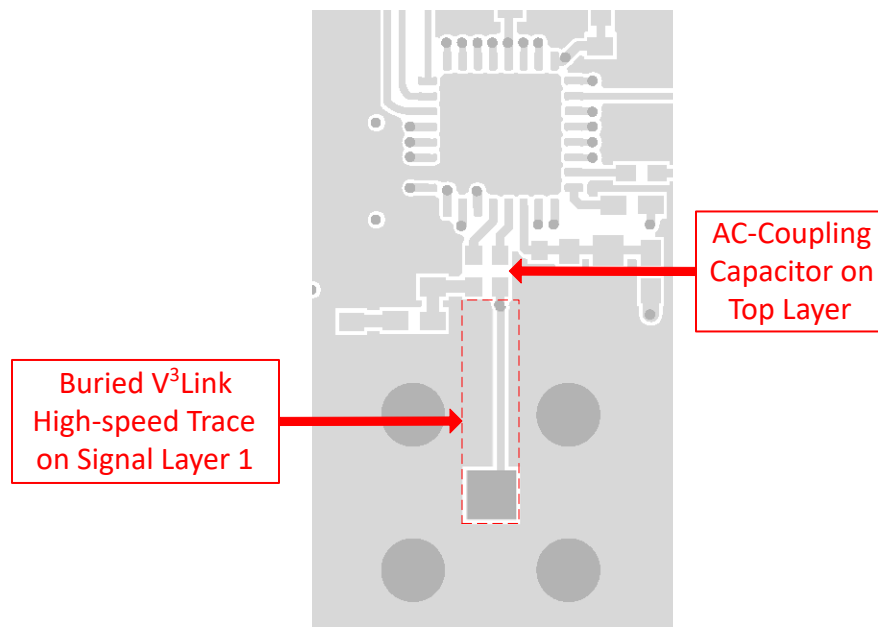 AC-Coupling
Capacitor on
Top Layer
Buried V³Link
High-speed Trace
on Signal Layer 1